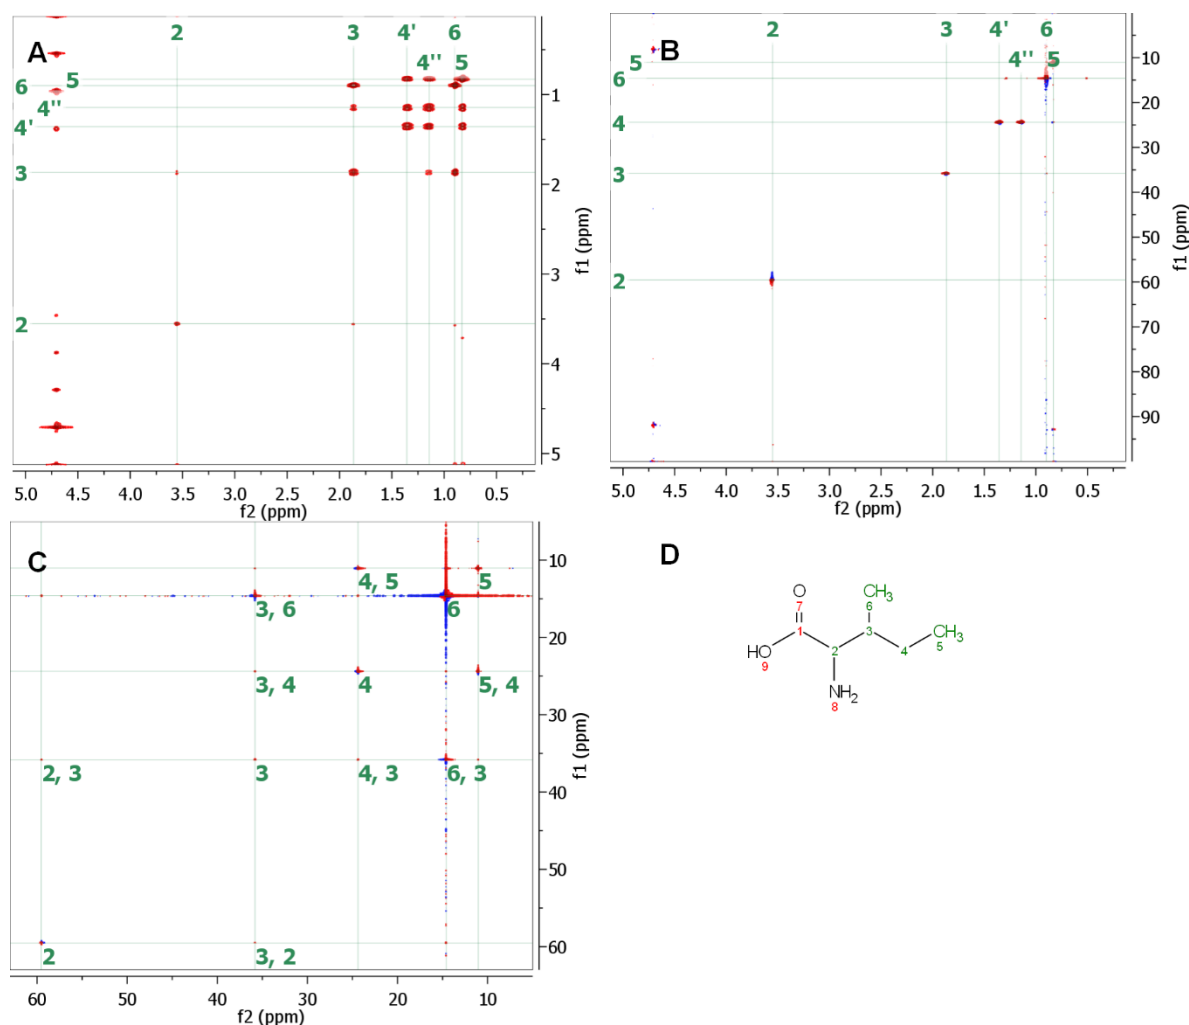 A
2 3 4' 4'' 6 5
6 5
4''
4'
3
2
1
2
3
4
5
f1 (ppm)
5.0 4.5 4.0 3.5 3.0 2.5 2.0 1.5 1.0 0.5
f2 (ppm)
B
2 3 4' 4'' 6 5
5
6
4
3
2
10
20
30
40
50
60
70
80
90
f1 (ppm)
5.0 4.5 4.0 3.5 3.0 2.5 2.0 1.5 1.0 0.5
f2 (ppm)
C
4, 5 5
3, 6 6
3, 4 4 5, 4
2, 3 3 4, 3 6, 3
2 3, 2
10
20
30
40
50
60
f1 (ppm)
60 50 40 30 20 10
f2 (ppm)
D
O CH3
7 6
1 3 CH3
HO 2 4 5
9
NH2
8